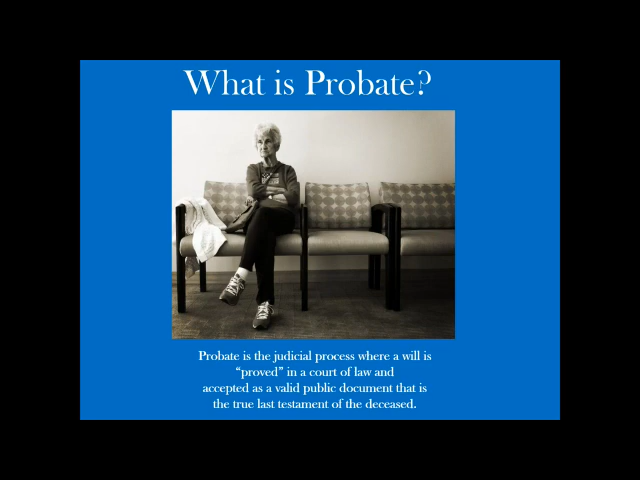 What is Probate?
Probate is the judicial process where a will is
“proved” in a court of law and
accepted as a valid public document that is
the true last testament of the deceased.